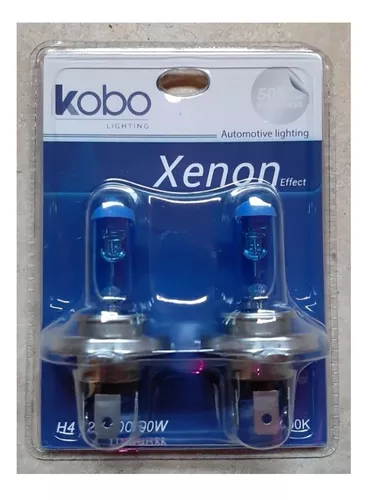 kobo
LIGHTING
Automotive lighting
Xenon
Effect
H4